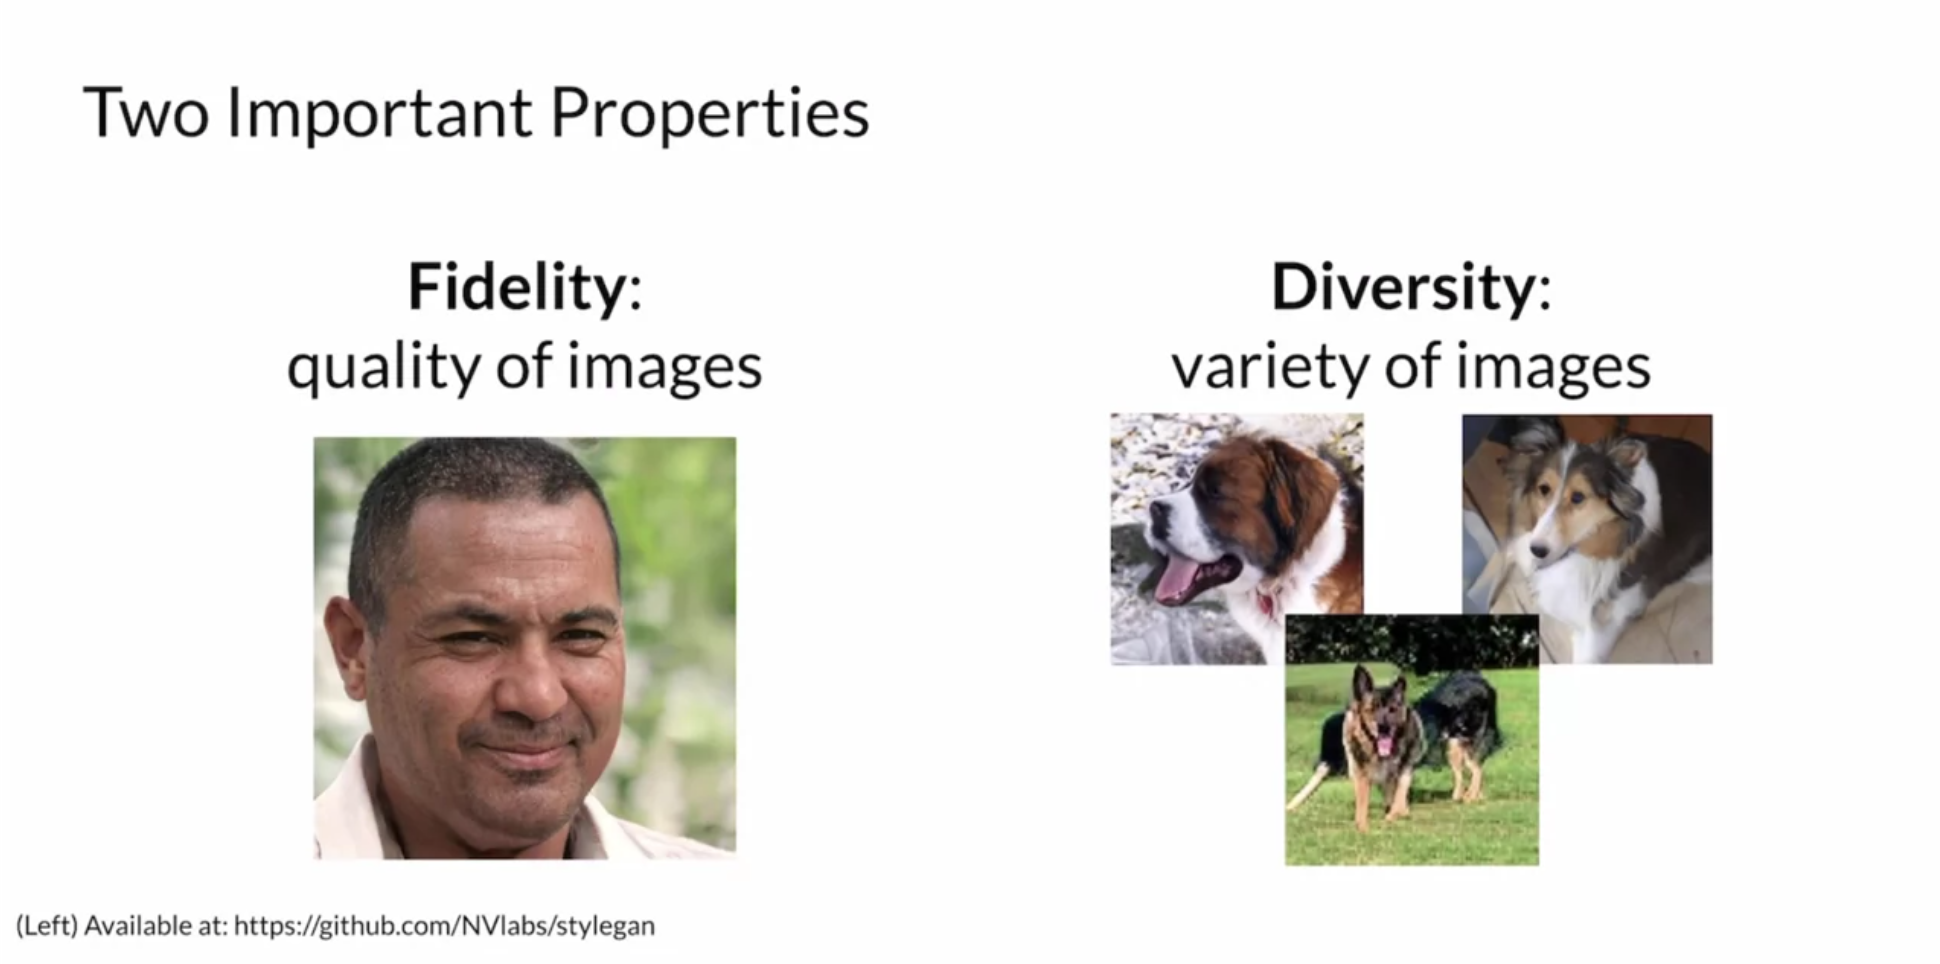 Two Important Properties
Fidelity:
quality of images
Diversity:
variety of images
(Left) Available at: https://github.com/NVlabs/stylegan